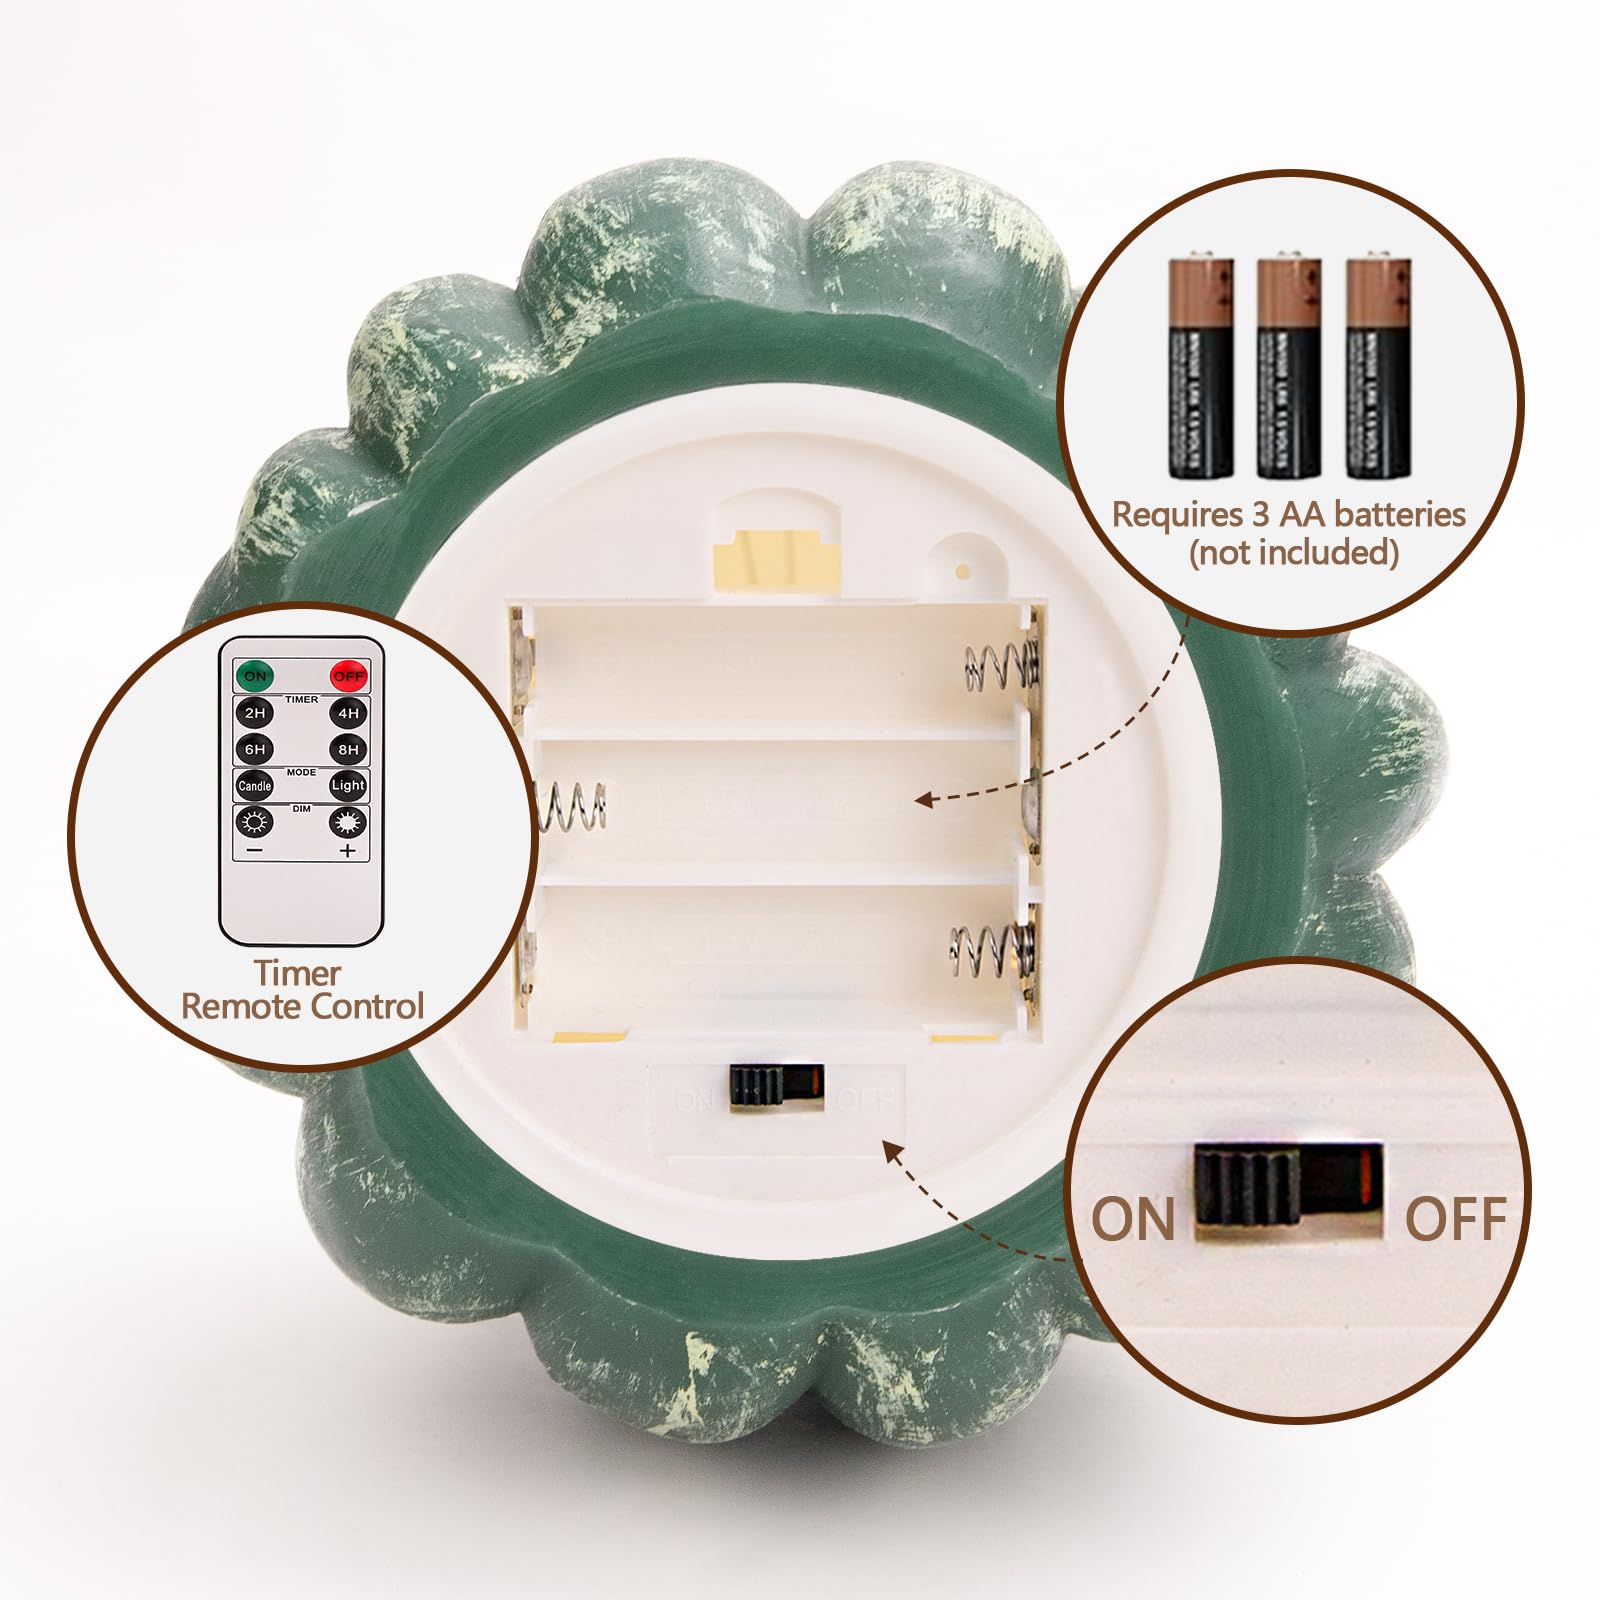 Requires 3 AA batteries
(not included)
ON OFF
TIMER
2H 4H
6H 8H
MODE
Candle Light
DIM
− +
Timer
Remote Control
ON OFF
ON OFF